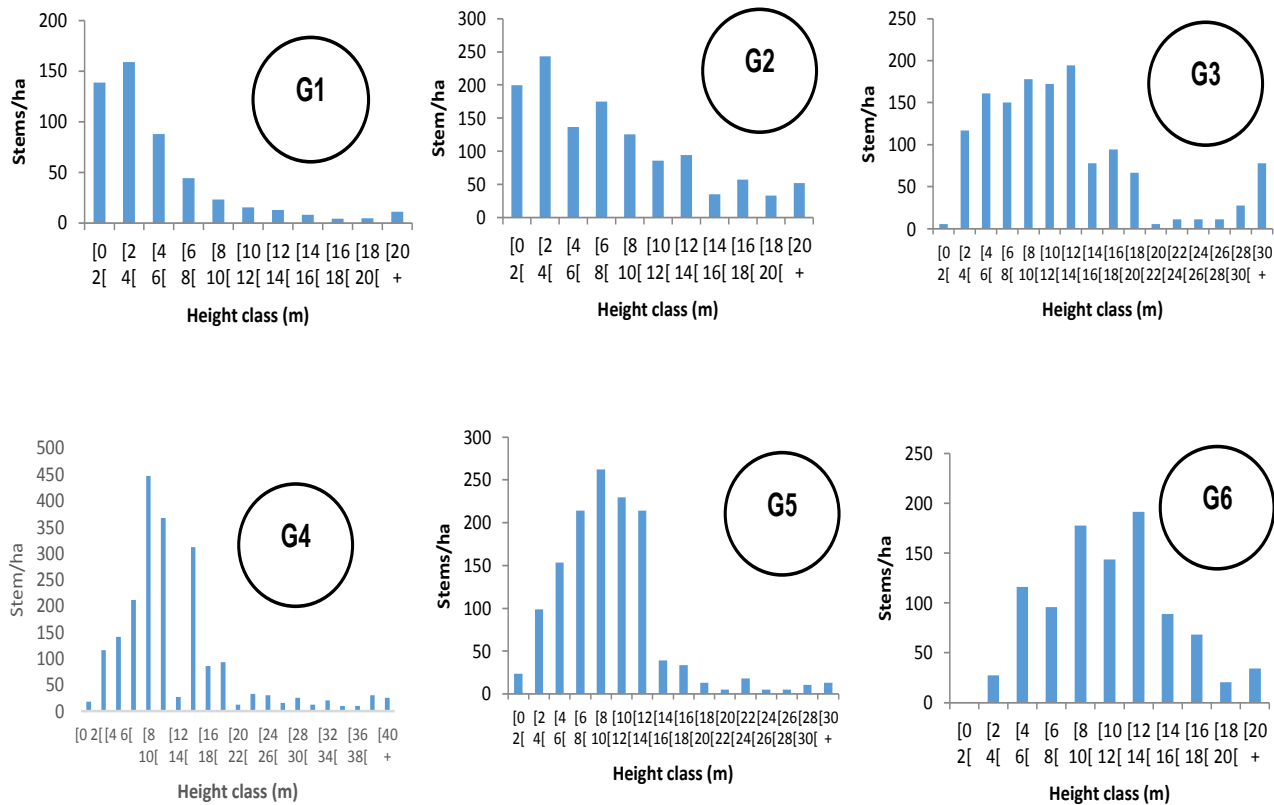 G1
Stems/ha
200
150
100
50
0
[0 [2 [4 [6 [8 [10 [12 [14 [16 [18 [20
2[ 4[ 6[ 8[ 10[ 12[ 14[ 16[ 18[ 20[ +
Height class (m)
G2
Stem/ha
300
250
200
150
100
50
0
[0 [2 [4 [6 [8 [10 [12 [14 [16 [18 [20
2[ 4[ 6[ 8[ 10[ 12[ 14[ 16[ 18[ 20[ +
Height class (m)
G3
Stem/ha
250
200
150
100
50
0
[0 [2 [4 [6 [8 [10 [12 [14 [16 [18 [20 [22 [24 [26 [28 [30
2[ 4[ 6[ 8[ 10[ 12[ 14[ 16[ 18[ 20[ 22[ 24[ 26[ 28[ 30[ +
Height class (m)
G4
Stem/ha
500
450
400
350
300
250
200
150
100
50
0
[0 2[ [4 6[ [8 [12 [16 [20 [24 [28 [32 [36 [40
10[ 14[ 18[ 22[ 26[ 30[ 34[ 38[ +
Height class (m)
G5
Stems/ha
300
250
200
150
100
50
0
[0 [2 [4 [6 [8 [10 [12 [14 [16 [18 [20 [22 [24 [26 [28 [30
2[ 4[ 6[ 8[ 10[ 12[ 14[ 16[ 18[ 20[ 22[ 24[ 26[ 28[ 30[ +
Height class (m)
G6
Stems/ha
250
200
150
100
50
0
[0 [2 [4 [6 [8 [10 [12 [14 [16 [18 [20
2[ 4[ 6[ 8[ 10[ 12[ 14[ 16[ 18[ 20[ +
Height class (m)